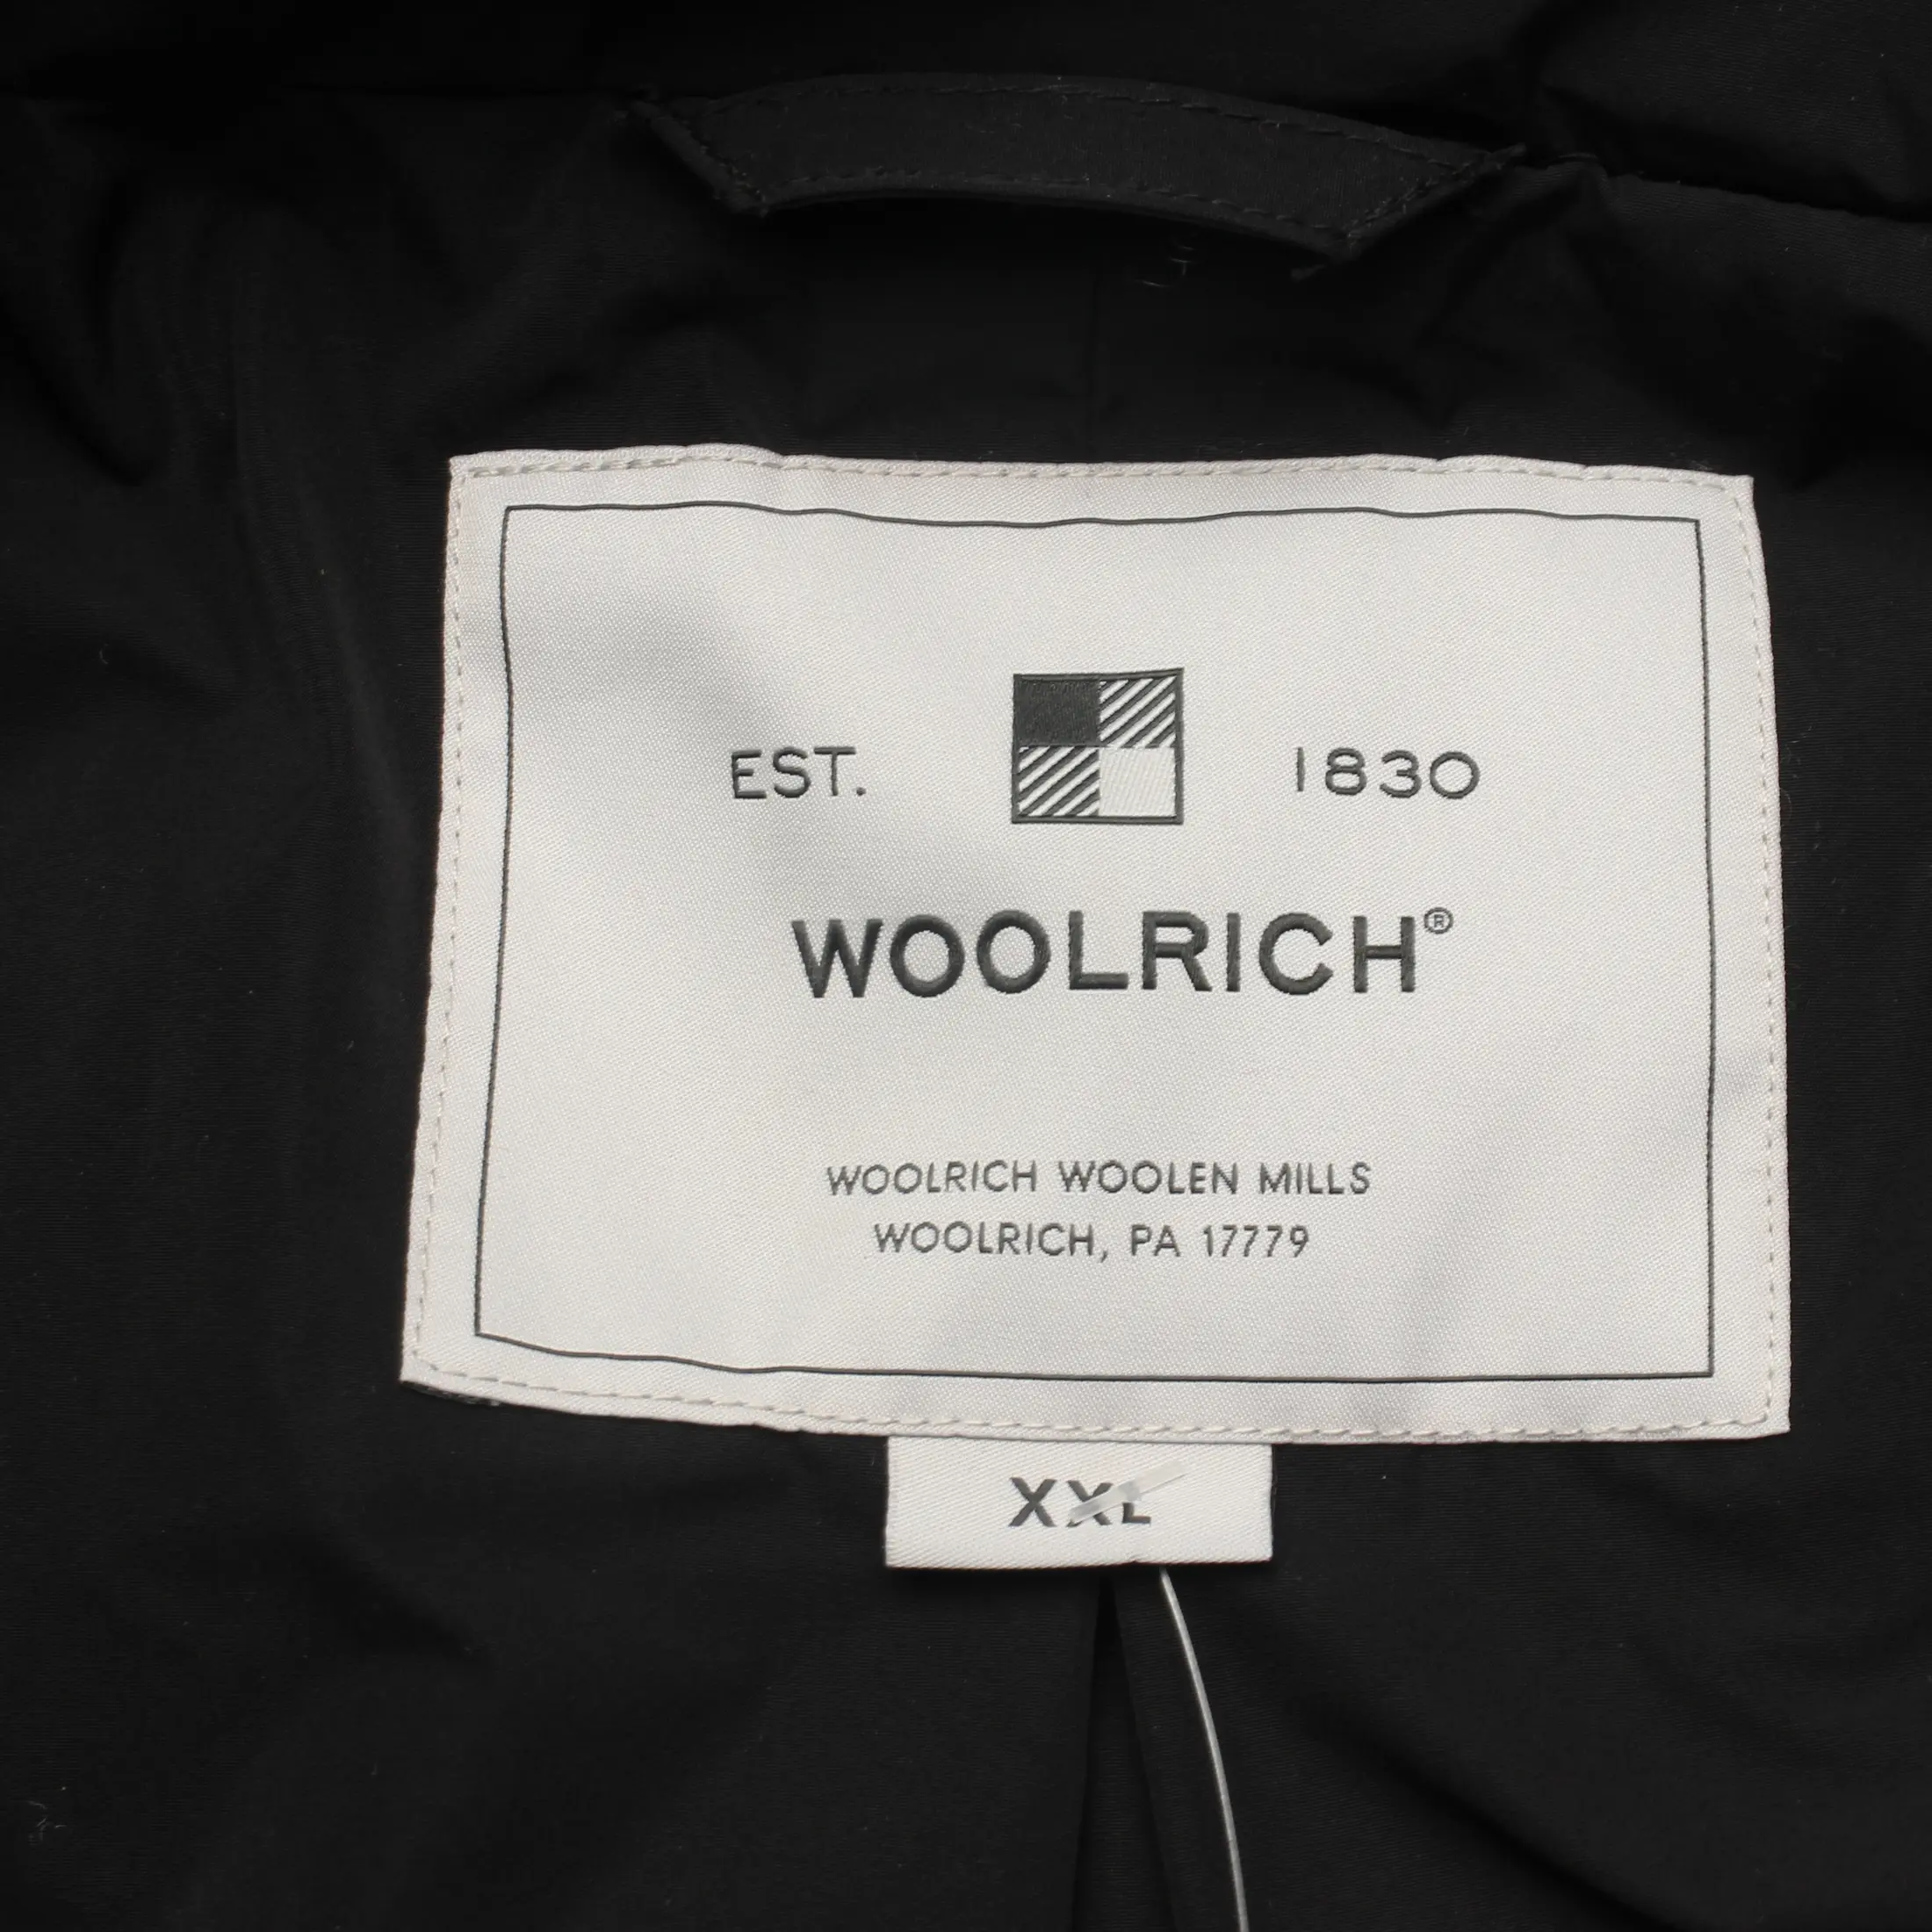 EST. 1830
WOOLRICH®
WOOLRICH WOOLEN MILLS
WOOLRICH, PA 17779
XXL